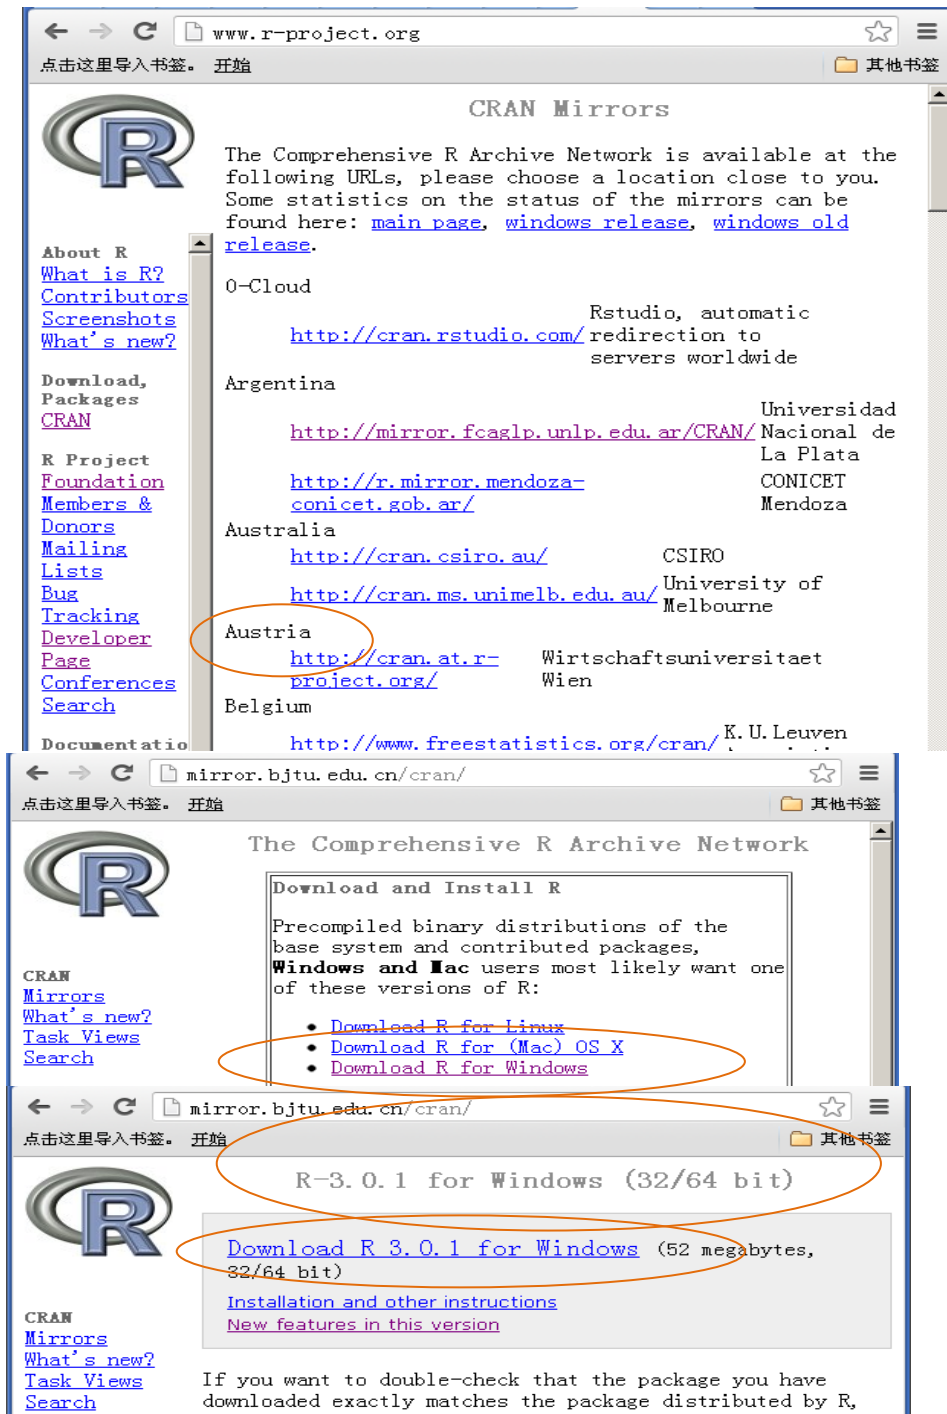 www.r-project.org
点击这里导入书签。 开始 其他书签
R
CRAN Mirrors
The Comprehensive R Archive Network is available at the
following URLs, please choose a location close to you.
Some statistics on the status of the mirrors can be
found here: main page, windows release, windows old
release.
About R
What is R?
Contributors
Screenshots
What's new?
Download,
Packages
CRAN
R Project
Foundation
Members &
Donors
Mailing
Lists
Bug
Tracking
Developer
Page
Conferences
Search
Documentatio
0-Cloud
http://cran.rstudio.com/
Rstudio, automatic
redirection to
servers worldwide
Argentina
http://mirror.fcaglp.unlp.edu.ar/CRAN/
Universidad
Nacional de
La Plata
http://r.mirror.mendoza-
conicet.gob.ar/
CONICET
Mendoza
Australia
http://cran.csiro.au/ CSIRO
http://cran.ms.unimelb.edu.au/
University of
Melbourne
Austria
http://cran.at.r-
project.org/
Wirtschaftsuniversitaet
Wien
Belgium
http://www.freestatistics.org/cran/ K.U.Leuven
mirror.bjtu.edu.cn/cran/
点击这里导入书签。 开始 其他书签
R
The Comprehensive R Archive Network
CRAN
Mirrors
What's new?
Task Views
Search
Download and Install R
Precompiled binary distributions of the
base system and contributed packages,
Windows and Mac users most likely want one
of these versions of R:
• Download R for Linux
• Download R for (Mac) OS X
• Download R for Windows
mirror.bjtu.edu.cn/cran/
点击这里导入书签。 开始 其他书签
R
R-3.0.1 for Windows (32/64 bit)
Download R 3.0.1 for Windows (52 megabytes,
32/64 bit)
Installation and other instructions
New features in this version
CRAN
Mirrors
What's new?
Task Views
Search
If you want to double-check that the package you have
downloaded exactly matches the package distributed by R,